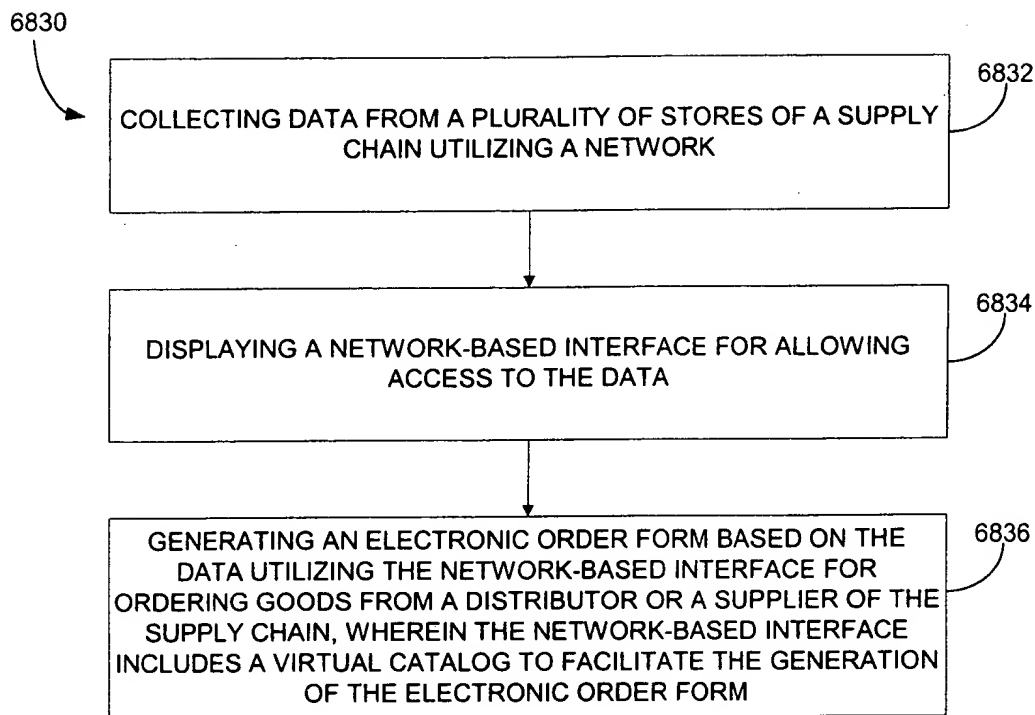 6830
6832
COLLECTING DATA FROM A PLURALITY OF STORES OF A SUPPLY
CHAIN UTILIZING A NETWORK
6834
DISPLAYING A NETWORK-BASED INTERFACE FOR ALLOWING
ACCESS TO THE DATA
6836
GENERATING AN ELECTRONIC ORDER FORM BASED ON THE
DATA UTILIZING THE NETWORK-BASED INTERFACE FOR
ORDERING GOODS FROM A DISTRIBUTOR OR A SUPPLIER OF THE
SUPPLY CHAIN, WHEREIN THE NETWORK-BASED INTERFACE
INCLUDES A VIRTUAL CATALOG TO FACILITATE THE GENERATION
OF THE ELECTRONIC ORDER FORM